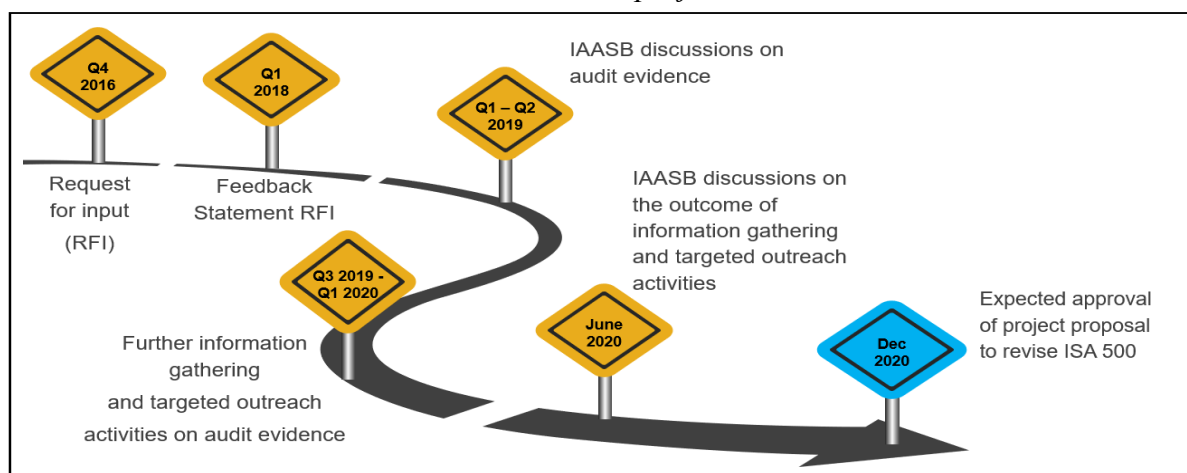 Q4
2016
Request
for input
(RFI)
Q1
2018
Feedback
Statement RFI
Q1 – Q2
2019
IAASB discussions on
audit evidence
Q3 2019 -
Q1 2020
Further information
gathering
and targeted outreach
activities on audit evidence
June
2020
IAASB discussions on
the outcome of
information gathering
and targeted outreach
activities
Dec
2020
Expected approval
of project proposal
to revise ISA 500